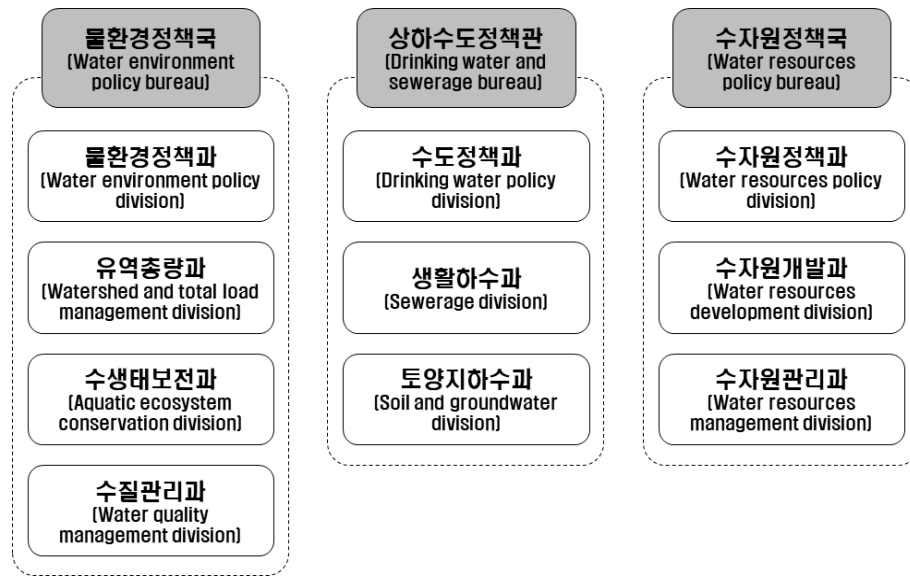 물환경정책국
(Water environment
policy bureau)
물환경정책과
(Water environment policy
division)
유역총량과
(Watershed and total load
management division)
수생태보전과
(Aquatic ecosystem
conservation division)
수질관리과
(Water quality
management division)
상하수도정책관
(Drinking water and
sewerage bureau)
수도정책과
(Drinking water policy
division)
생활하수과
(Sewerage division)
토양지하수과
(Soil and groundwater
division)
수자원정책국
(Water resources
policy bureau)
수자원정책과
(Water resources policy
division)
수자원개발과
(Water resources
development division)
수자원관리과
(Water resources
management division)